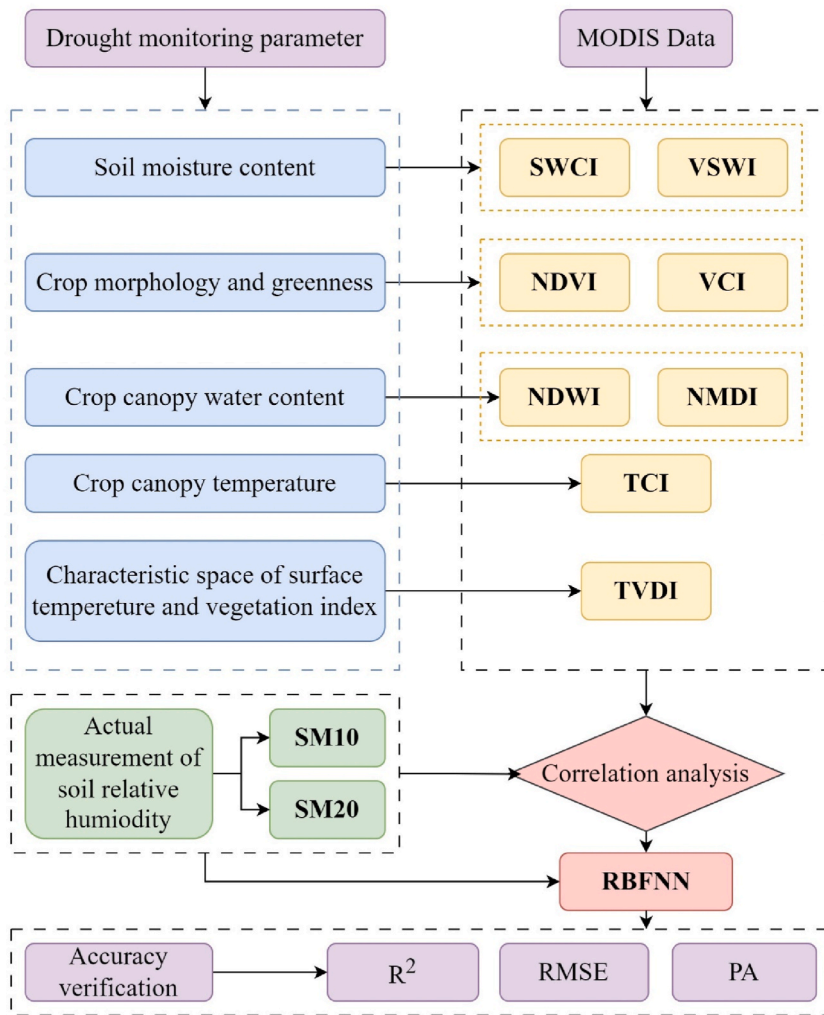 Drought monitoring parameter
MODIS Data
Soil moisture content
SWCI
VSWI
Crop morphology and greenness
NDVI
VCI
Crop canopy water content
NDWI
NMDI
Crop canopy temperature
TCI
Characteristic space of surface
tempereture and vegetation index
TVDI
Actual
measurement of
soil relative
humiodity
SM10
SM20
Correlation analysis
RBFNN
Accuracy
verification
R²
RMSE
PA